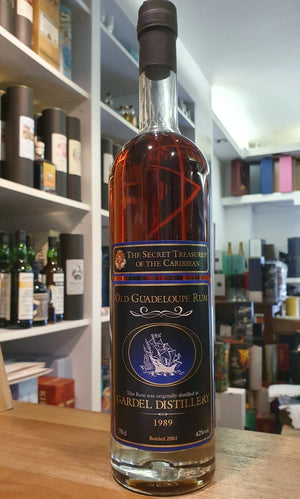 THE SECRET TREASURES
OF THE CARIBBEAN
OLD GUADELOUPE RUM
This Rum was originally distilled at
GARDEL DISTILLERY
1989
70cl
42%vol
Bottled 2003